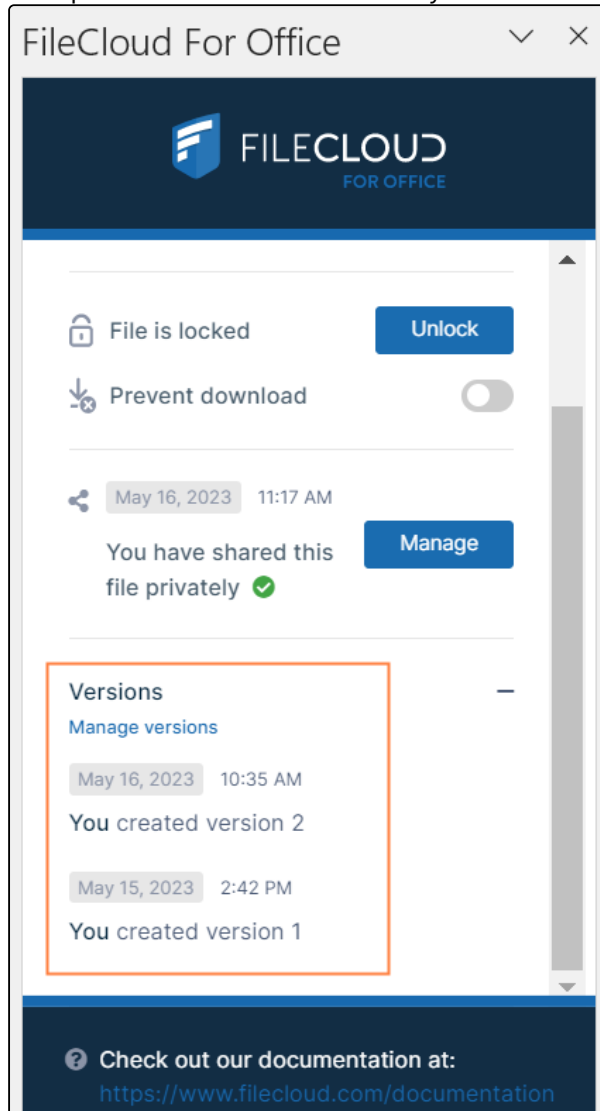 FileCloud For Office
FILECLOUD
FOR OFFICE
File is locked
Unlock
Prevent download
May 16, 2023 11:17 AM
You have shared this
file privately
Manage
Versions
Manage versions
May 16, 2023 10:35 AM
You created version 2
May 15, 2023 2:42 PM
You created version 1
Check out our documentation at:
https://www.filecloud.com/documentation